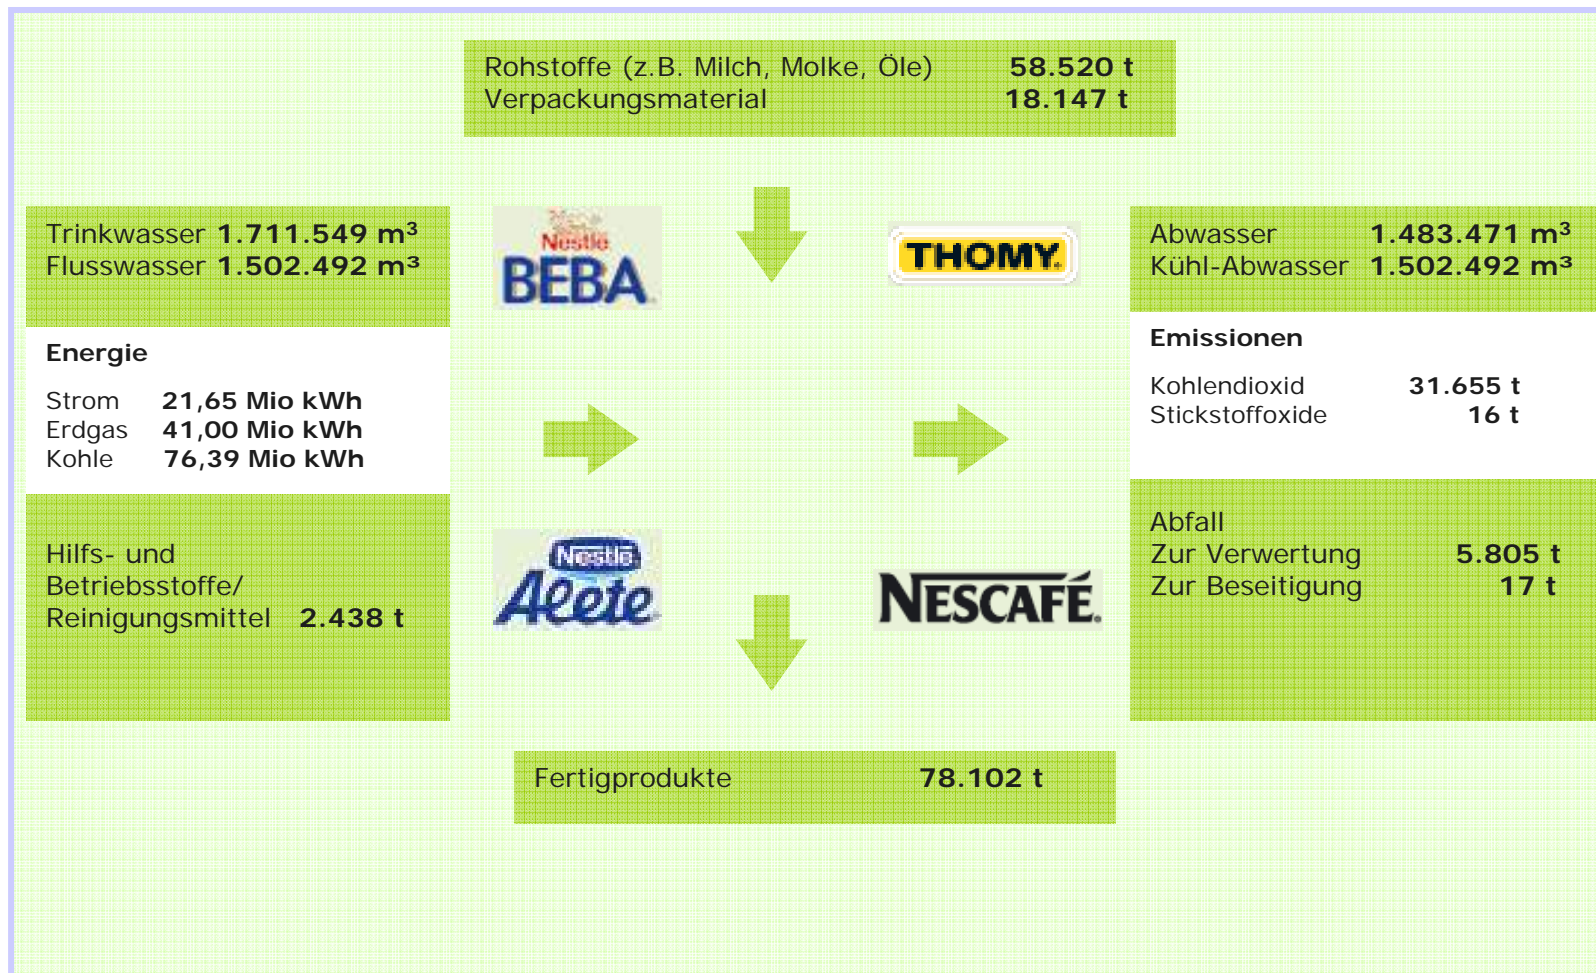 Rohstoffe (z.B. Milch, Molke, Öle) 58.520 t
Verpackungsmaterial 18.147 t
Trinkwasser 1.711.549 m³
Flusswasser 1.502.492 m³
Nestlé
BEBA
THOMY.
Abwasser 1.483.471 m³
Kühl-Abwasser 1.502.492 m³
Energie
Strom 21,65 Mio kWh
Erdgas 41,00 Mio kWh
Kohle 76,39 Mio kWh
Emissionen
Kohlendioxid 31.655 t
Stickstoffoxide 16 t
Hilfs- und
Betriebsstoffe/
Reinigungsmittel 2.438 t
Nestlé
Alete
NESCAFÉ.
Abfall
Zur Verwertung 5.805 t
Zur Beseitigung 17 t
Fertigprodukte 78.102 t